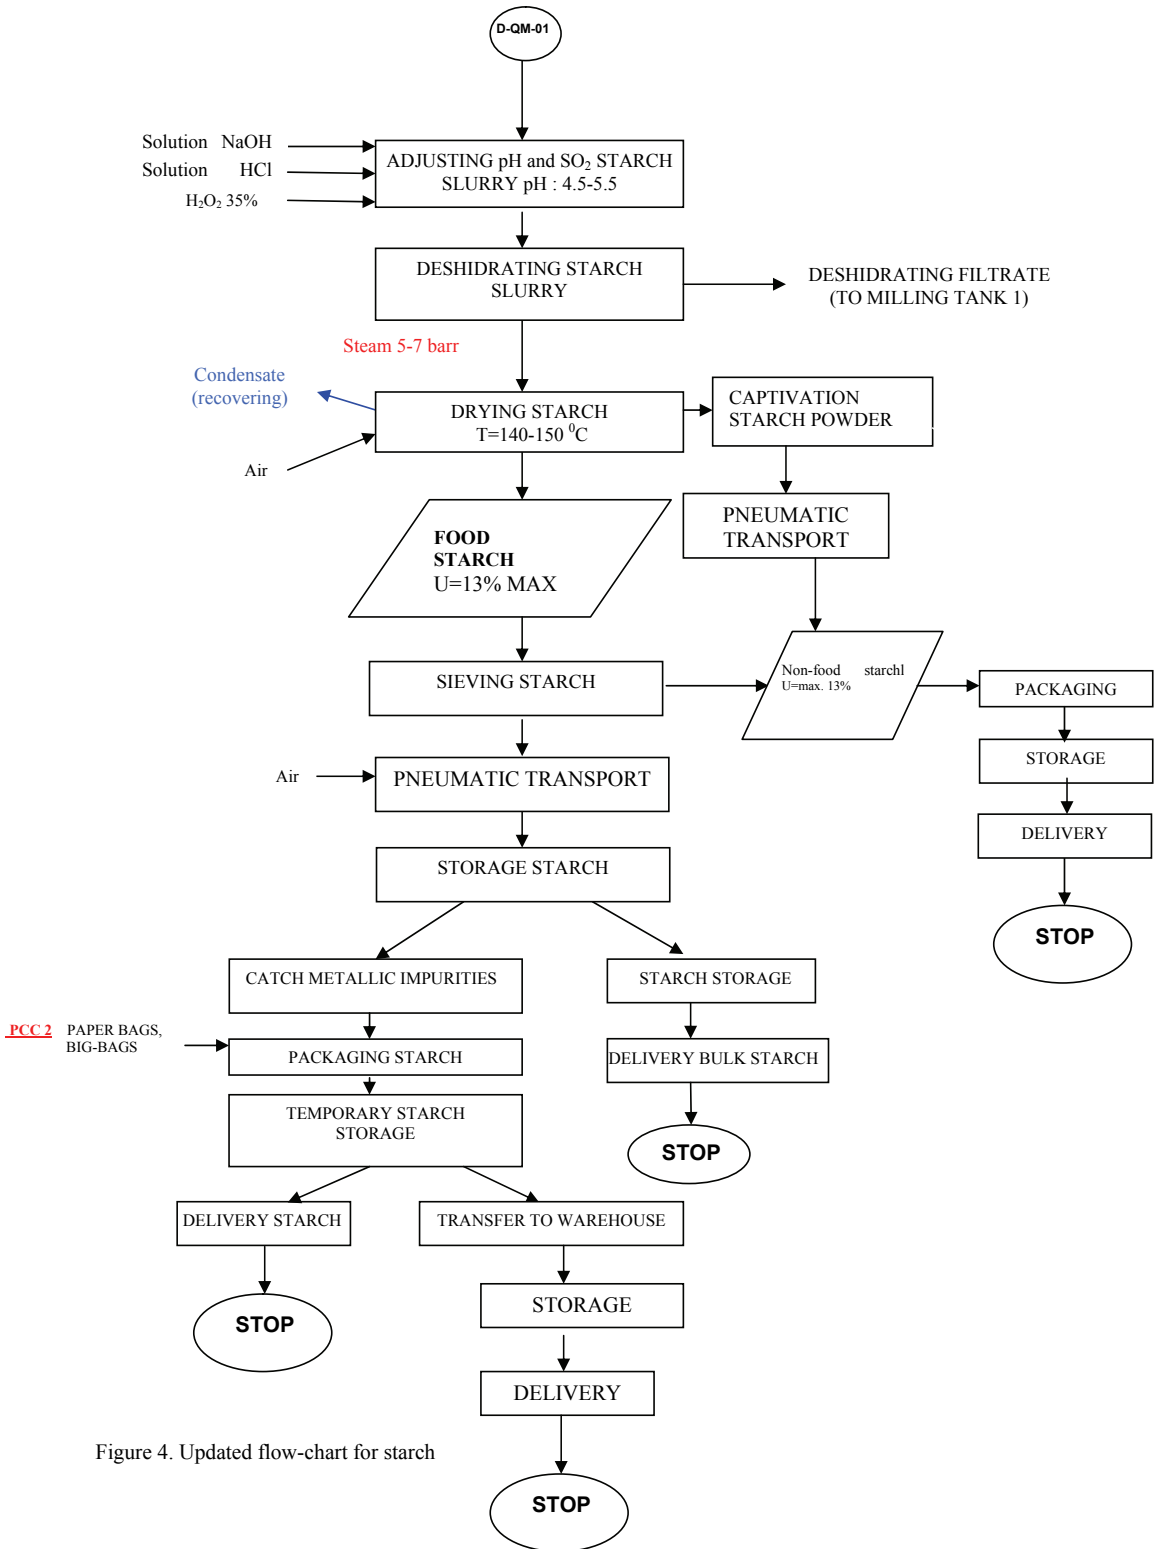 D-QM-01
Solution NaOH
Solution HCl
H₂O₂ 35%
ADJUSTING pH and SO₂ STARCH
SLURRY pH : 4.5-5.5
DESHIDRATING STARCH
SLURRY
DESHIDRATING FILTRATE
(TO MILLING TANK 1)
Steam 5-7 barr
Condensate
(recovering)
DRYING STARCH
T=140-150 ⁰C
CAPTIVATION
STARCH POWDER
Air
FOOD
STARCH
U=13% MAX
PNEUMATIC
TRANSPORT
SIEVING STARCH
Non-food starchl
U=max. 13%
PACKAGING
STORAGE
DELIVERY
STOP
Air
PNEUMATIC TRANSPORT
STORAGE STARCH
CATCH METALLIC IMPURITIES
STARCH STORAGE
PCC 2 PAPER BAGS,
BIG-BAGS
PACKAGING STARCH
DELIVERY BULK STARCH
TEMPORARY STARCH
STORAGE
STOP
DELIVERY STARCH
TRANSFER TO WAREHOUSE
STOP
STORAGE
DELIVERY
Figure 4. Updated flow-chart for starch
STOP